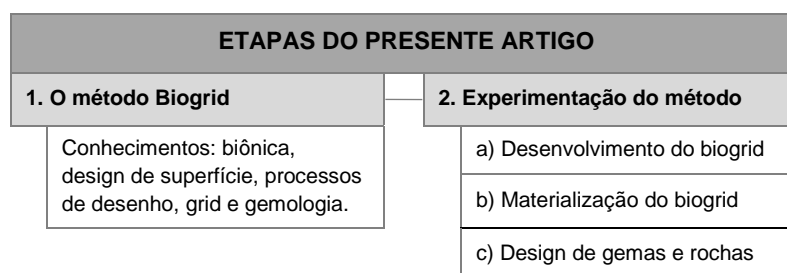 ETAPAS DO PRESENTE ARTIGO
1. O método Biogrid
Conhecimentos: biônica,
design de superfície, processos
de desenho, grid e gemologia.
2. Experimentação do método
a) Desenvolvimento do biogrid
b) Materialização do biogrid
c) Design de gemas e rochas